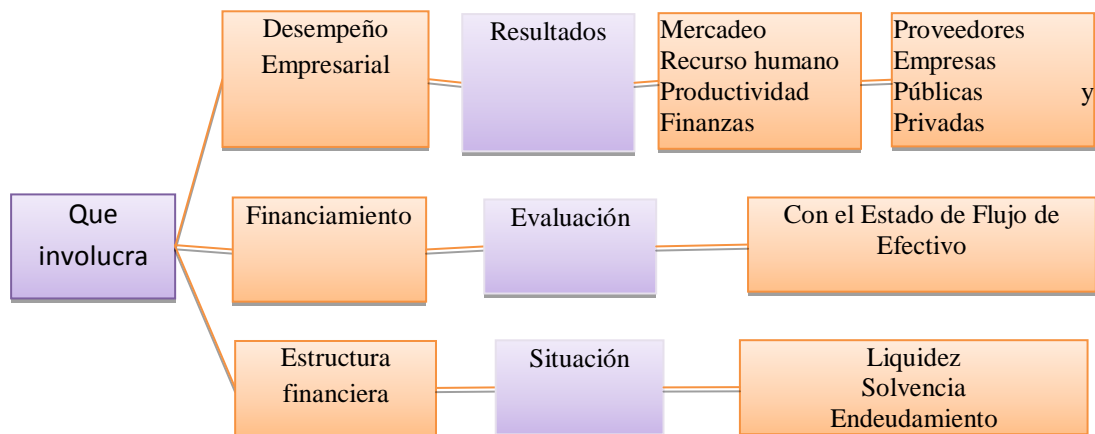 Que
involucra
Desempeño
Empresarial
Resultados
Mercadeo
Recurso humano
Productividad
Finanzas
Proveedores
Empresas
Públicas y
Privadas
Financiamiento
Evaluación
Con el Estado de Flujo de
Efectivo
Estructura
financiera
Situación
Liquidez
Solvencia
Endeudamiento